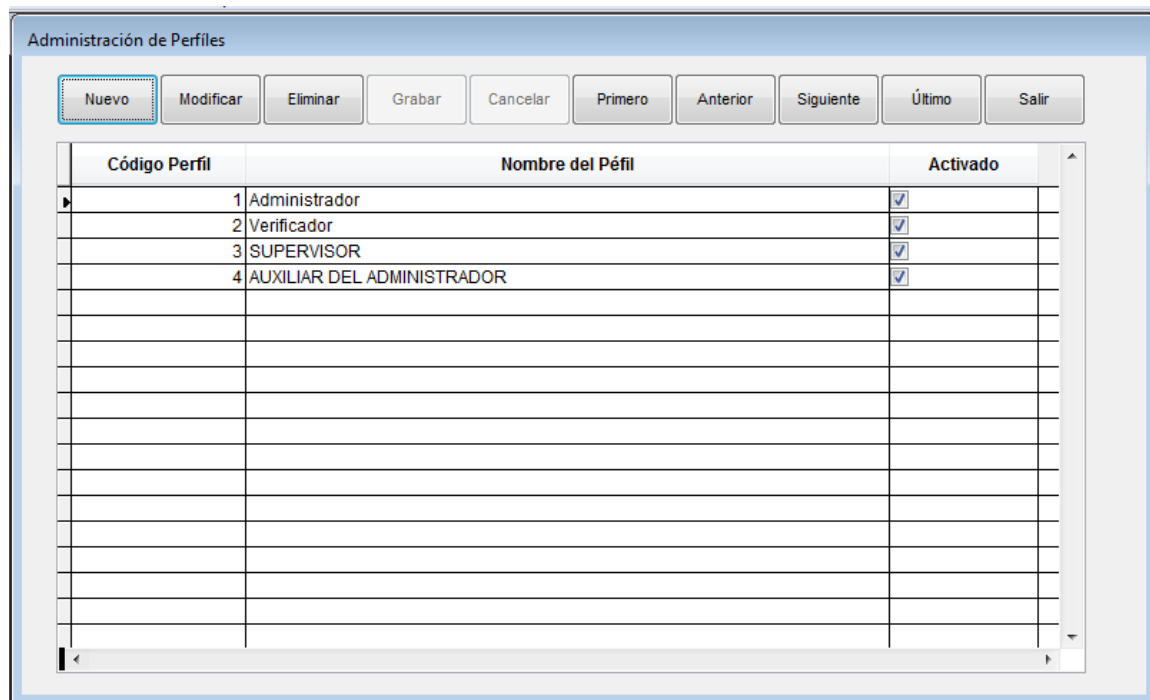 Administración de Perfíles
Nuevo Modificar Eliminar Grabar Cancelar Primero Anterior Siguiente Último Salir
Código Perfil Nombre del Péfil Activado
1 Administrador
2 Verificador
3 SUPERVISOR
4 AUXILIAR DEL ADMINISTRADOR